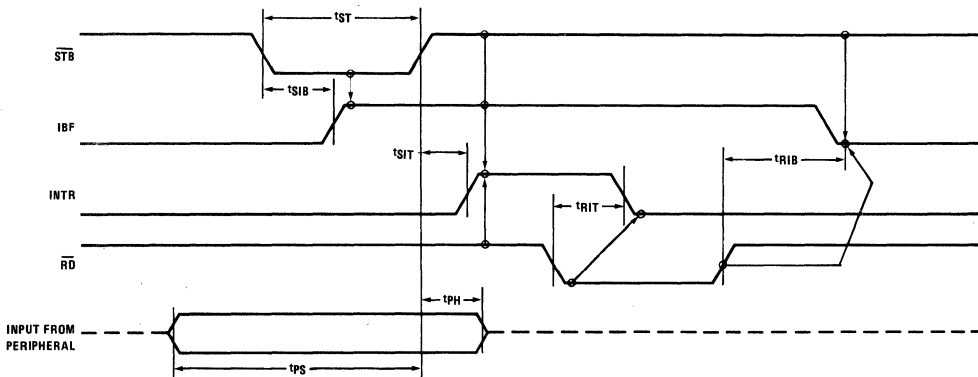 tST
STB
tSIB
IBF
tSIT
tRIB
INTR
tRIT
RD
tPH
INPUT FROM
PERIPHERAL
tPS